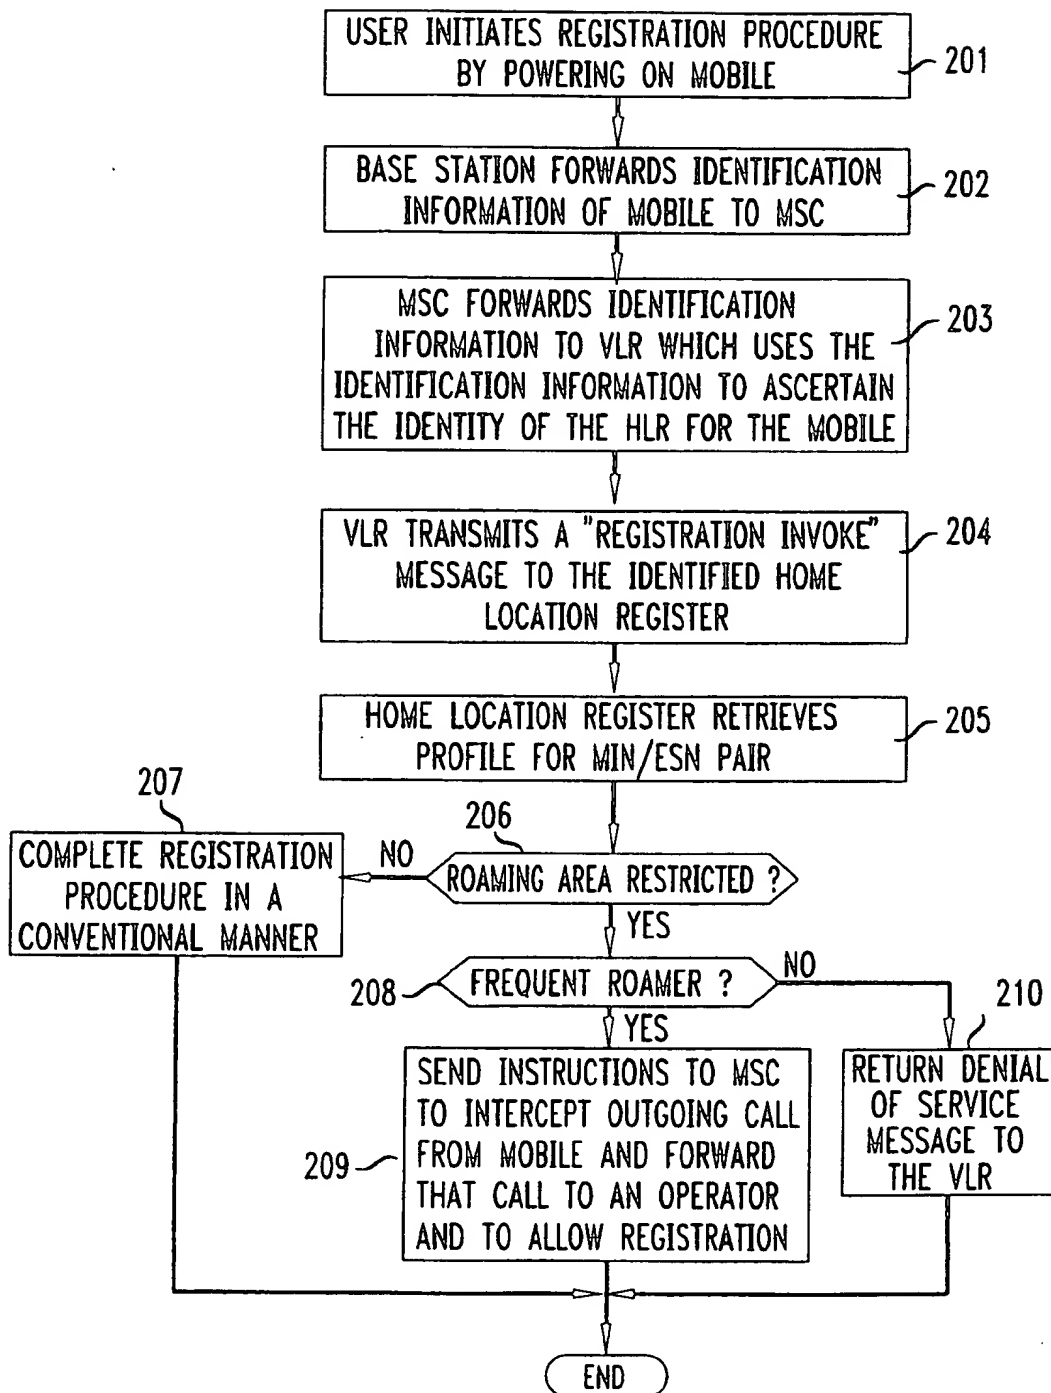 USER INITIATES REGISTRATION PROCEDURE
BY POWERING ON MOBILE
201
BASE STATION FORWARDS IDENTIFICATION
INFORMATION OF MOBILE TO MSC
202
MSC FORWARDS IDENTIFICATION
INFORMATION TO VLR WHICH USES THE
IDENTIFICATION INFORMATION TO ASCERTAIN
THE IDENTITY OF THE HLR FOR THE MOBILE
203
VLR TRANSMITS A "REGISTRATION INVOKE"
MESSAGE TO THE IDENTIFIED HOME
LOCATION REGISTER
204
HOME LOCATION REGISTER RETRIEVES
PROFILE FOR MIN/ESN PAIR
205
206
ROAMING AREA RESTRICTED ?
NO
207
COMPLETE REGISTRATION
PROCEDURE IN A
CONVENTIONAL MANNER
YES
208
FREQUENT ROAMER ?
NO
210
RETURN DENIAL
OF SERVICE
MESSAGE TO
THE VLR
YES
209
SEND INSTRUCTIONS TO MSC
TO INTERCEPT OUTGOING CALL
FROM MOBILE AND FORWARD
THAT CALL TO AN OPERATOR
AND TO ALLOW REGISTRATION
END